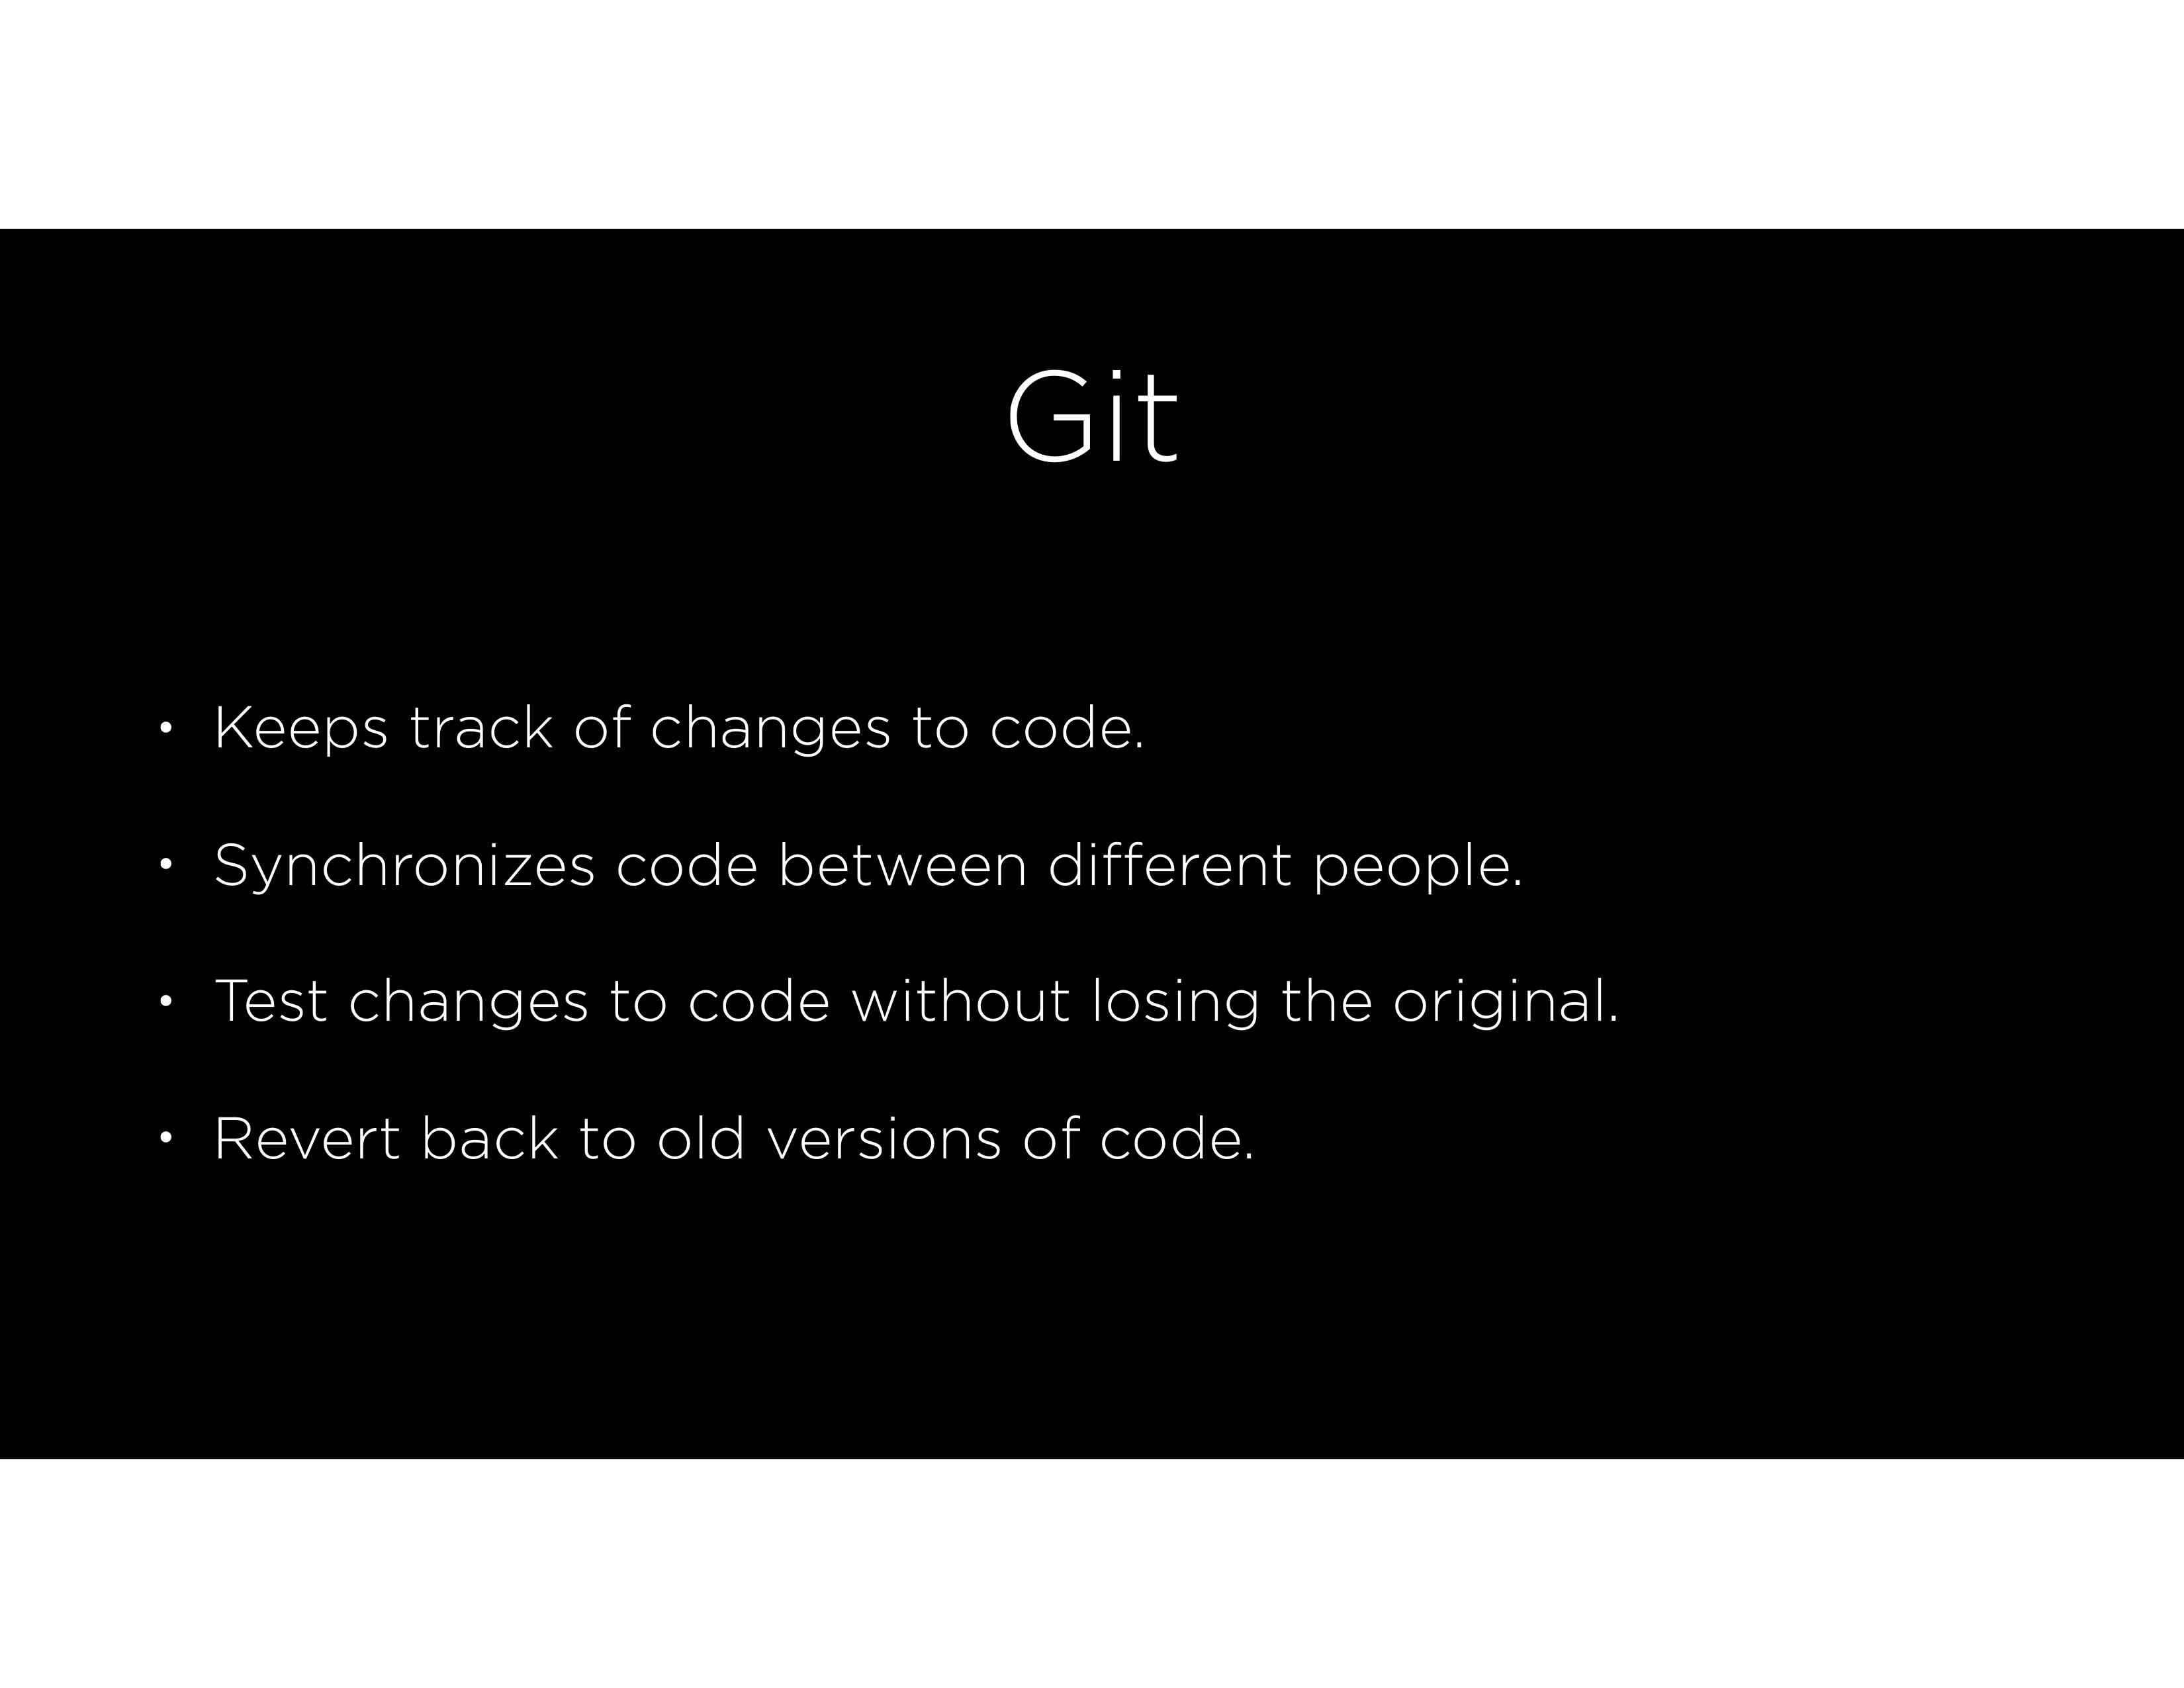 Git
• Keeps track of changes to code.
• Synchronizes code between different people.
• Test changes to code without losing the original.
• Revert back to old versions of code.